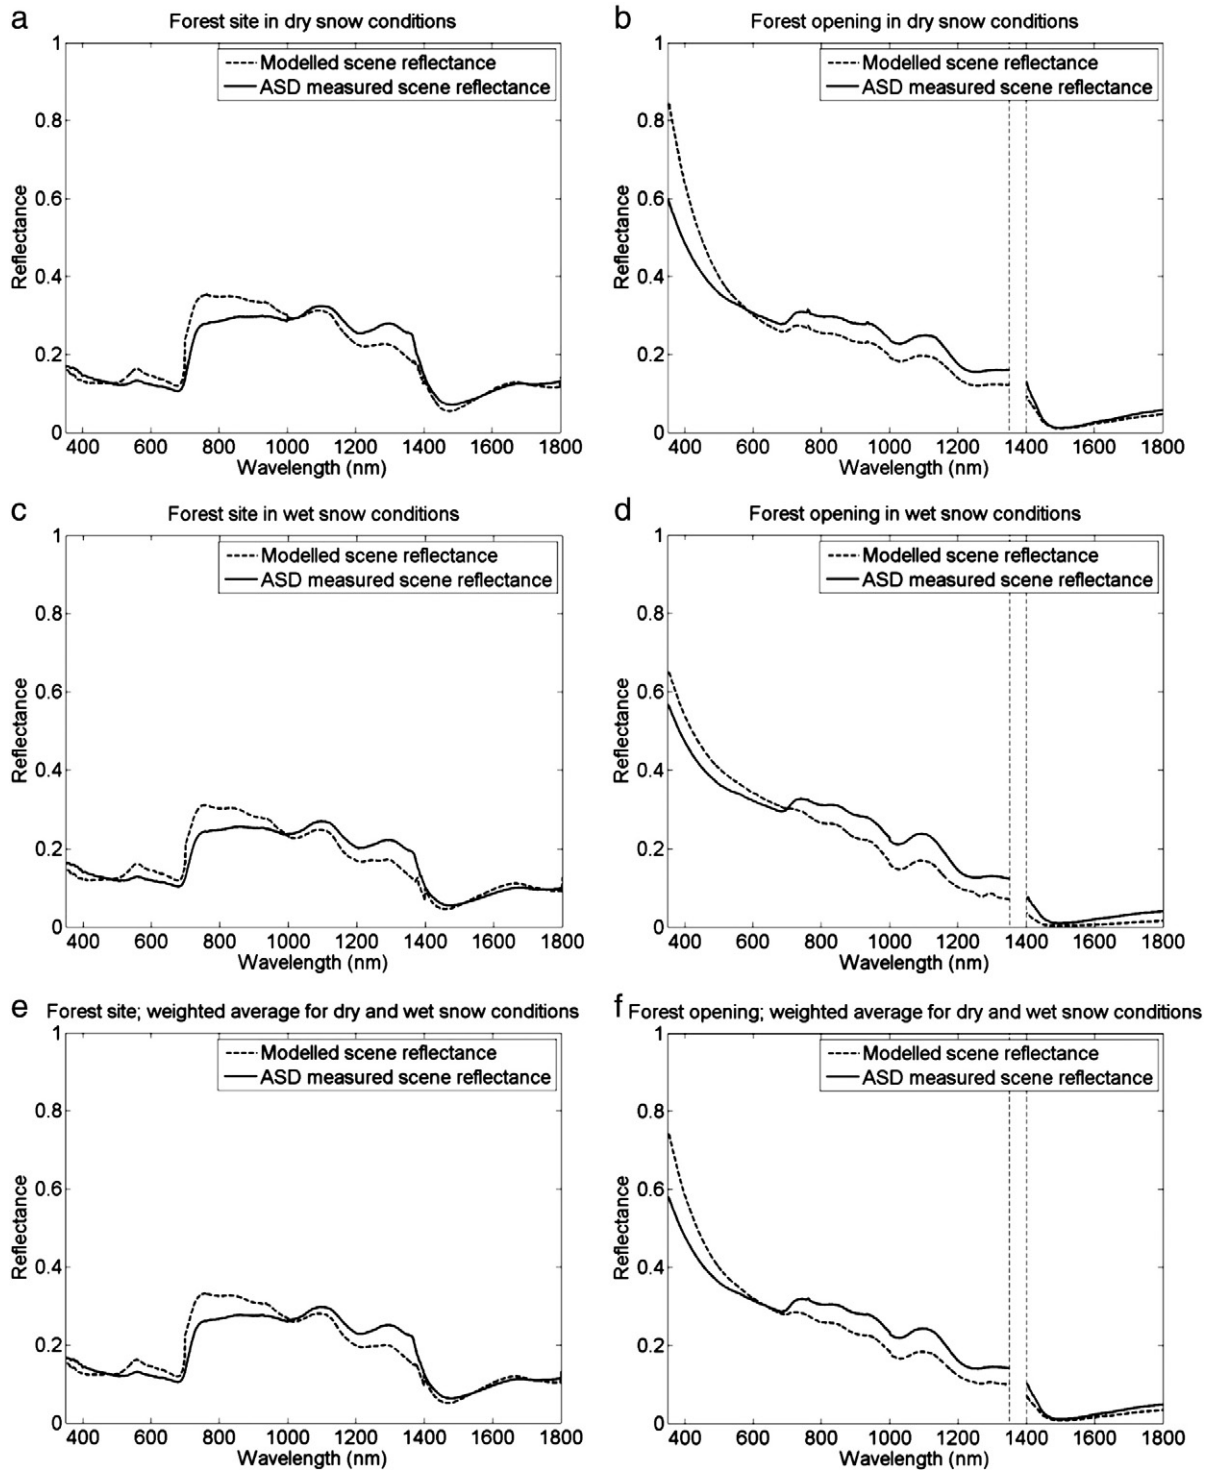 a Forest site in dry snow conditions
Modelled scene reflectance
ASD measured scene reflectance
1
0.8
0.6
0.4
0.2
0
Reflectance
400 600 800 1000 1200 1400 1600 1800
Wavelength (nm)
b Forest opening in dry snow conditions
Modelled scene reflectance
ASD measured scene reflectance
1
0.8
0.6
0.4
0.2
0
Reflectance
400 600 800 1000 1200 1400 1600 1800
Wavelength (nm)
c Forest site in wet snow conditions
Modelled scene reflectance
ASD measured scene reflectance
1
0.8
0.6
0.4
0.2
0
Reflectance
400 600 800 1000 1200 1400 1600 1800
Wavelength (nm)
d Forest opening in wet snow conditions
Modelled scene reflectance
ASD measured scene reflectance
1
0.8
0.6
0.4
0.2
0
Reflectance
400 600 800 1000 1200 1400 1600 1800
Wavelength (nm)
e Forest site; weighted average for dry and wet snow conditions
Modelled scene reflectance
ASD measured scene reflectance
1
0.8
0.6
0.4
0.2
0
Reflectance
400 600 800 1000 1200 1400 1600 1800
Wavelength (nm)
f Forest opening; weighted average for dry and wet snow conditions
Modelled scene reflectance
ASD measured scene reflectance
1
0.8
0.6
0.4
0.2
0
Reflectance
400 600 800 1000 1200 1400 1600 1800
Wavelength (nm)